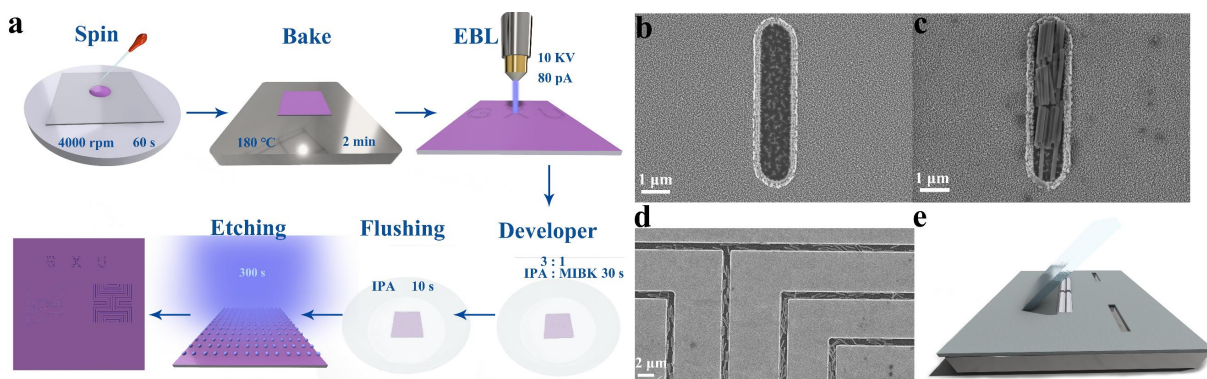 a
Spin
Bake
EBL
10 KV
80 pA
4000 rpm 60 s
180 °C 2 min
G X U
Etching
Flushing
Developer
300 s
3 : 1
IPA : MIBK 30 s
IPA 10 s
G X U
b
1 μm
c
1 μm
d
2 μm
e